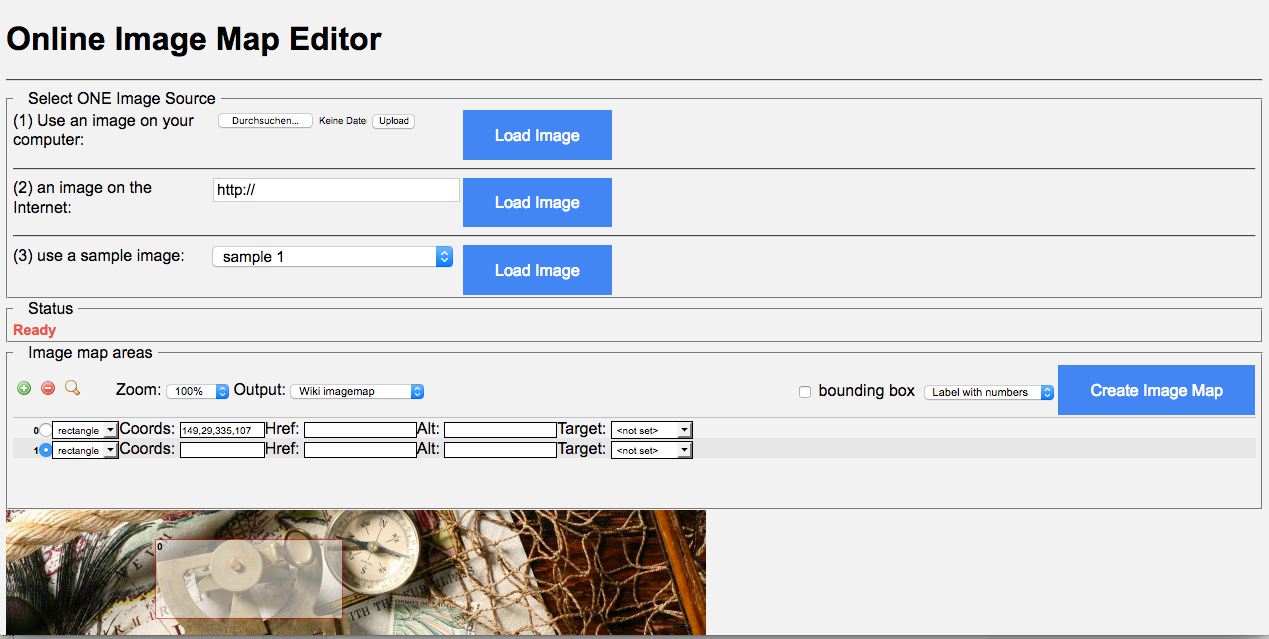 Online Image Map Editor
Select ONE Image Source
(1) Use an image on your
computer:
Durchsuchen... Keine Datei Upload
Load Image
(2) an image on the
Internet:
http://
Load Image
(3) use a sample image:
sample 1
Load Image
Status
Ready
Image map areas
Zoom: 100% Output: Wiki imagemap
bounding box Label with numbers Create Image Map
0 rectangle Coords: 149,29,335,107 Href: Alt: Target: <not set>
1 rectangle Coords: Href: Alt: Target: <not set>
0
N
S
WITH THE